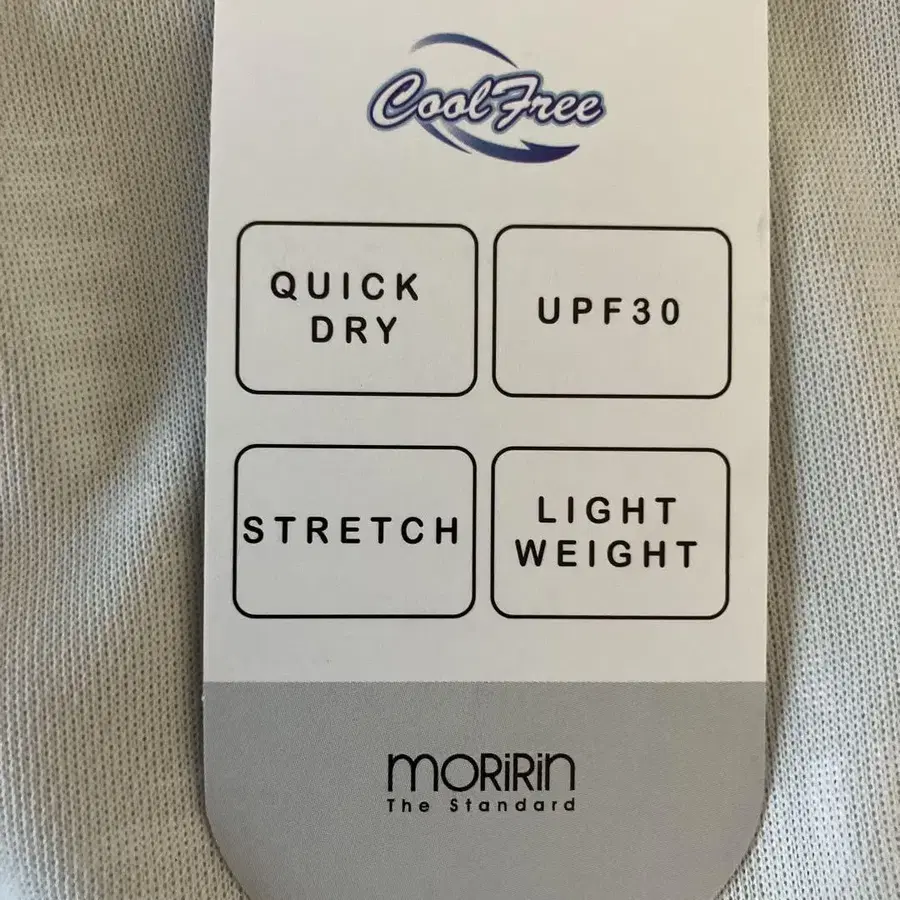 Cool Free
QUICK
DRY
UPF30
STRETCH
LIGHT
WEIGHT
MORIRIN
The Standard